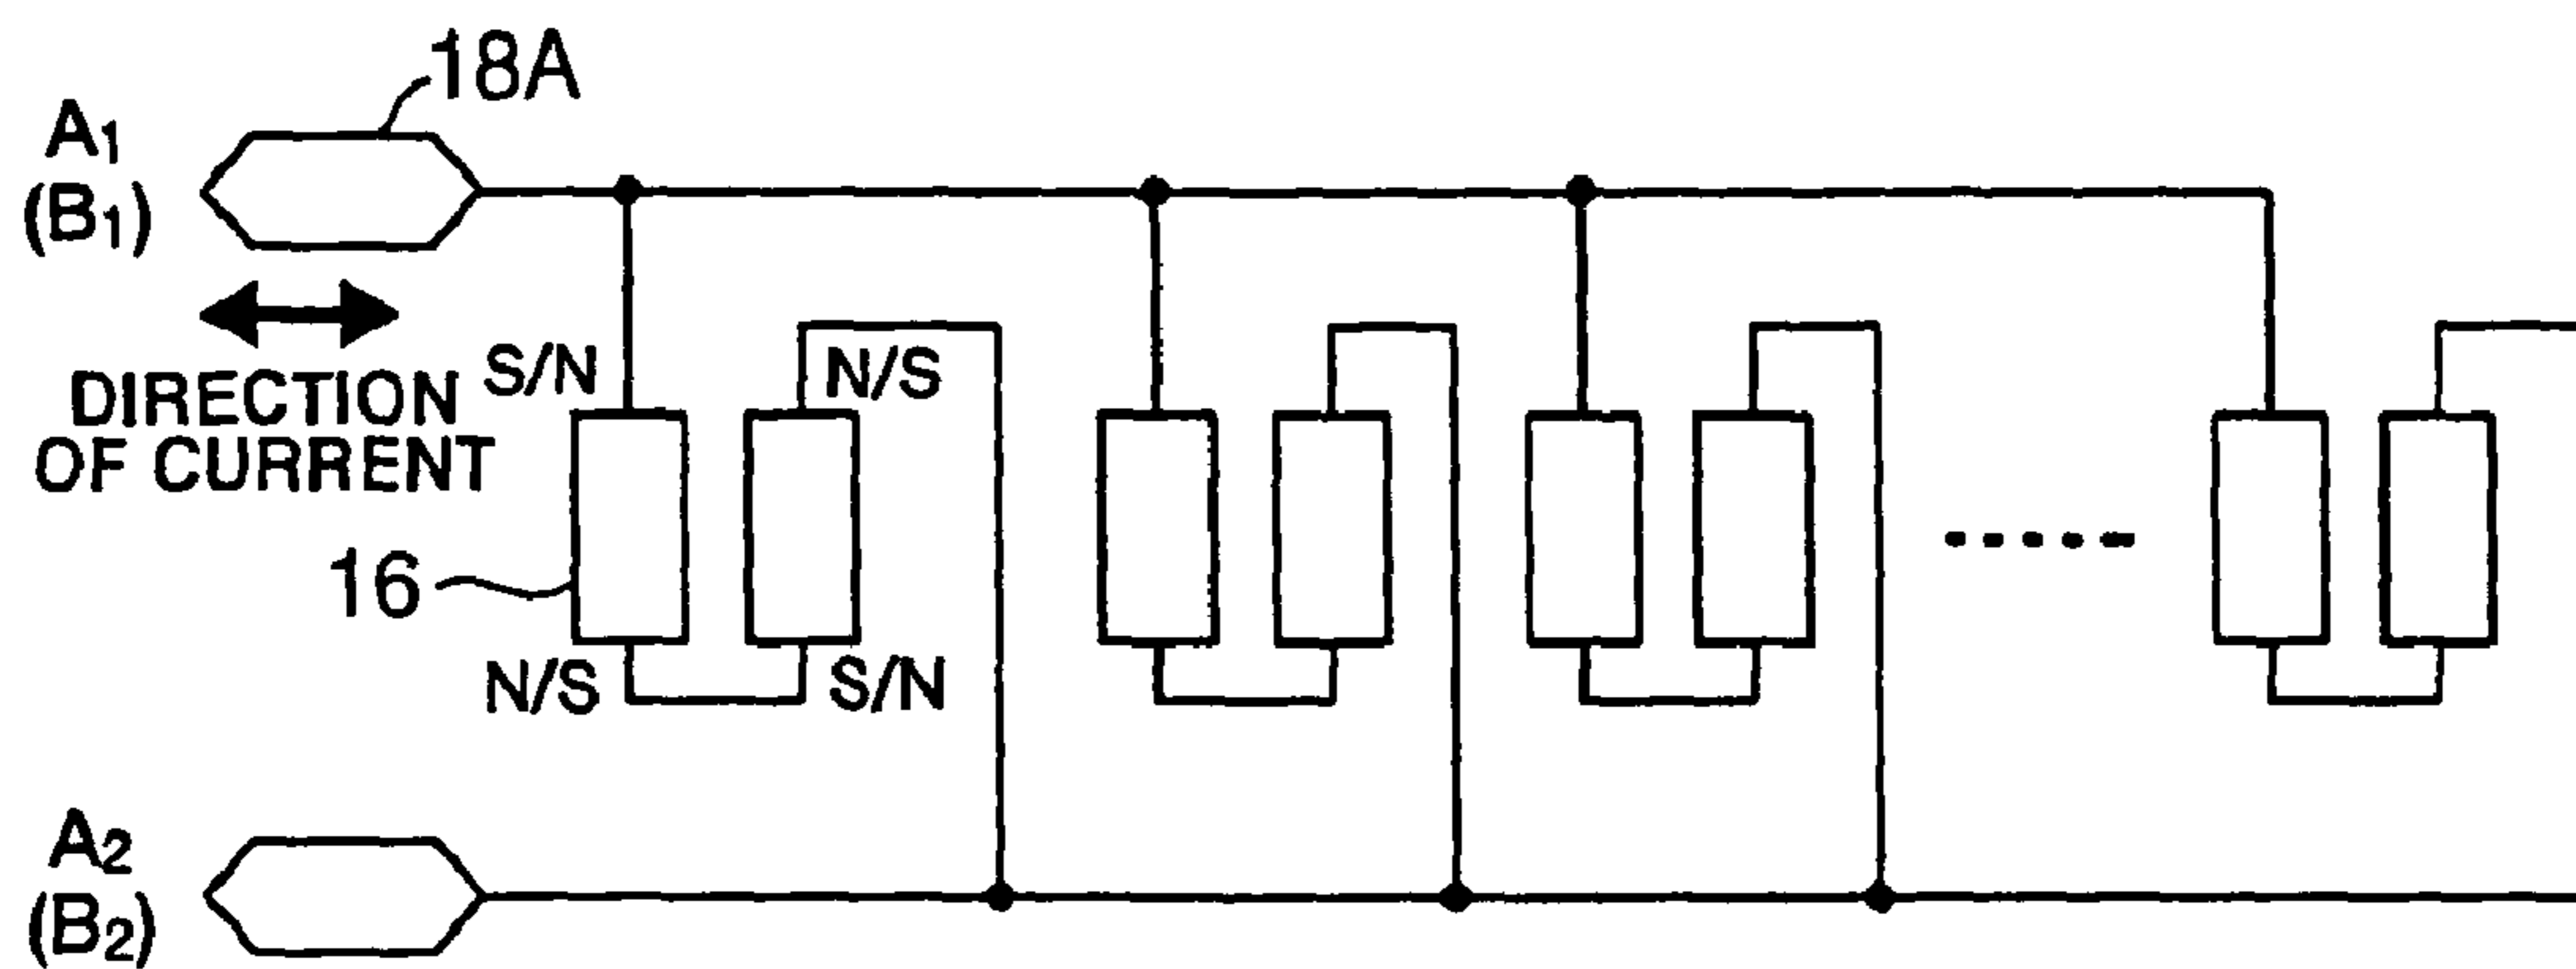 18A
A1
(B1)
DIRECTION
OF CURRENT
S/N
N/S
16
N/S
S/N
A2
(B2)